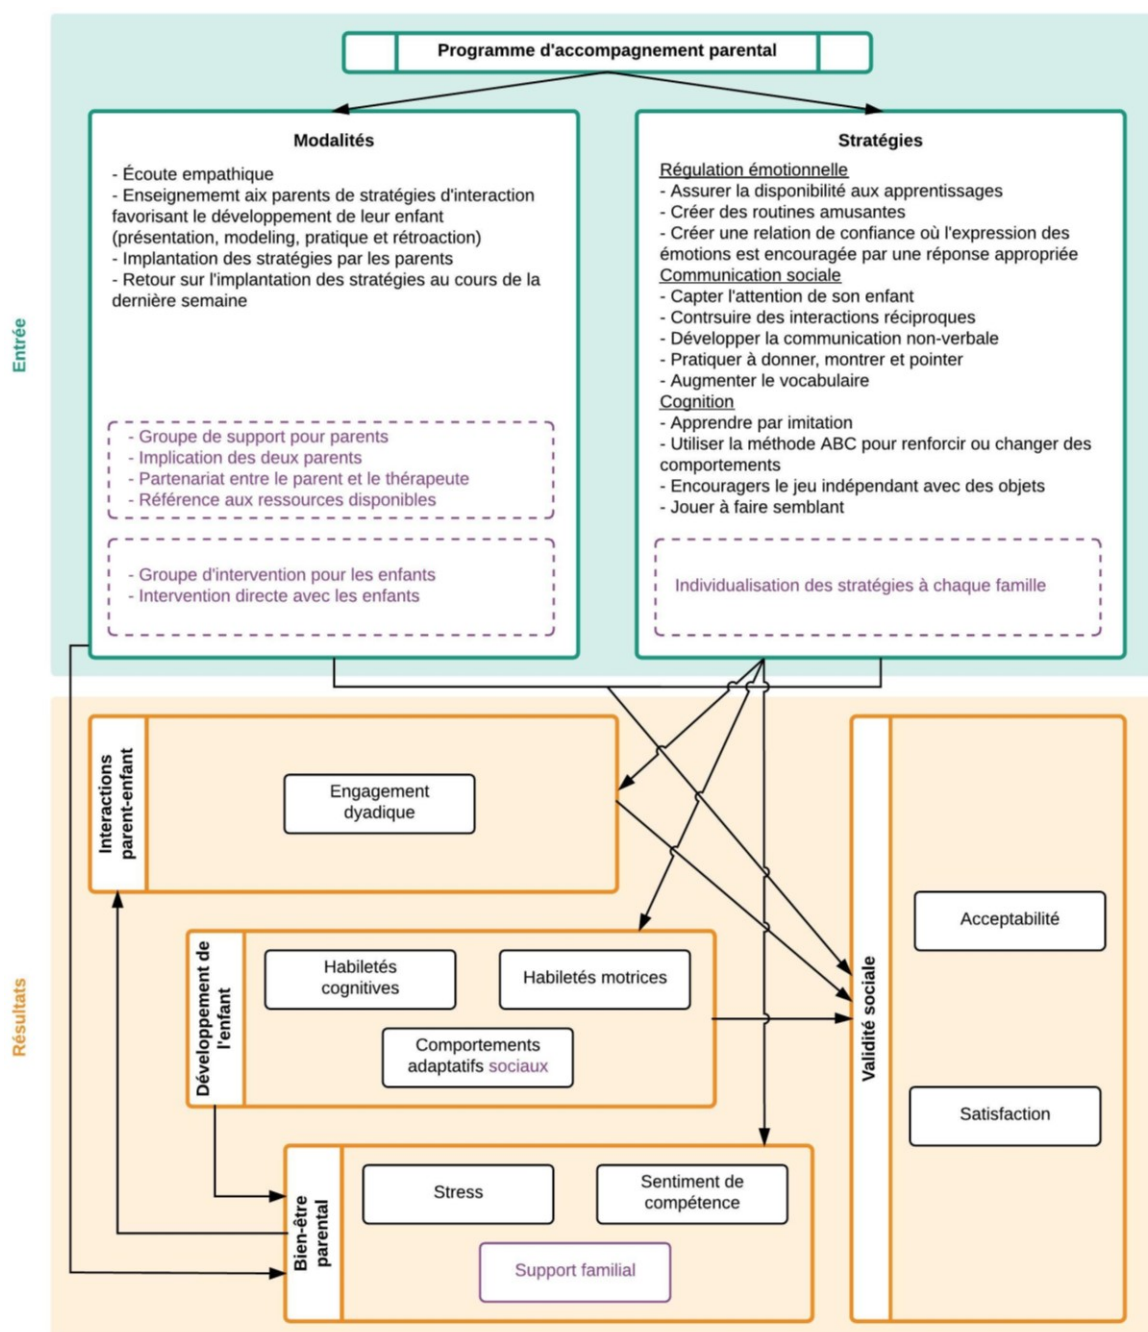 Programme d'accompagnement parental
Modalités
- Écoute empathique
- Enseignememt aix parents de stratégies d'interaction
favorisant le développement de leur enfant
(présentation, modeling, pratique et rétroaction)
- Implantation des stratégies par les parents
- Retour sur l'implantation des stratégies au cours de la
dernière semaine
- Groupe de support pour parents
- Implication des deux parents
- Partenariat entre le parent et le thérapeute
- Référence aux ressources disponibles
- Groupe d'intervention pour les enfants
- Intervention directe avec les enfants
Stratégies
Régulation émotionnelle
- Assurer la disponibilité aux apprentissages
- Créer des routines amusantes
- Créer une relation de confiance où l'expression des
émotions est encouragée par une réponse appropriée
Communication sociale
- Capter l'attention de son enfant
- Contrsuire des interactions réciproques
- Développer la communication non-verbale
- Pratiquer à donner, montrer et pointer
- Augmenter le vocabulaire
Cognition
- Apprendre par imitation
- Utiliser la méthode ABC pour renforcir ou changer des
comportements
- Encouragers le jeu indépendant avec des objets
- Jouer à faire semblant
Individualisation des stratégies à chaque famille
Entrée
Résultats
Interactions
parent-enfant
Engagement
dyadique
Développement de
l'enfant
Habiletés
cognitives
Habiletés motrices
Comportements
adaptatifs sociaux
Bien-être
parental
Stress
Sentiment de
compétence
Support familial
Validité sociale
Acceptabilité
Satisfaction